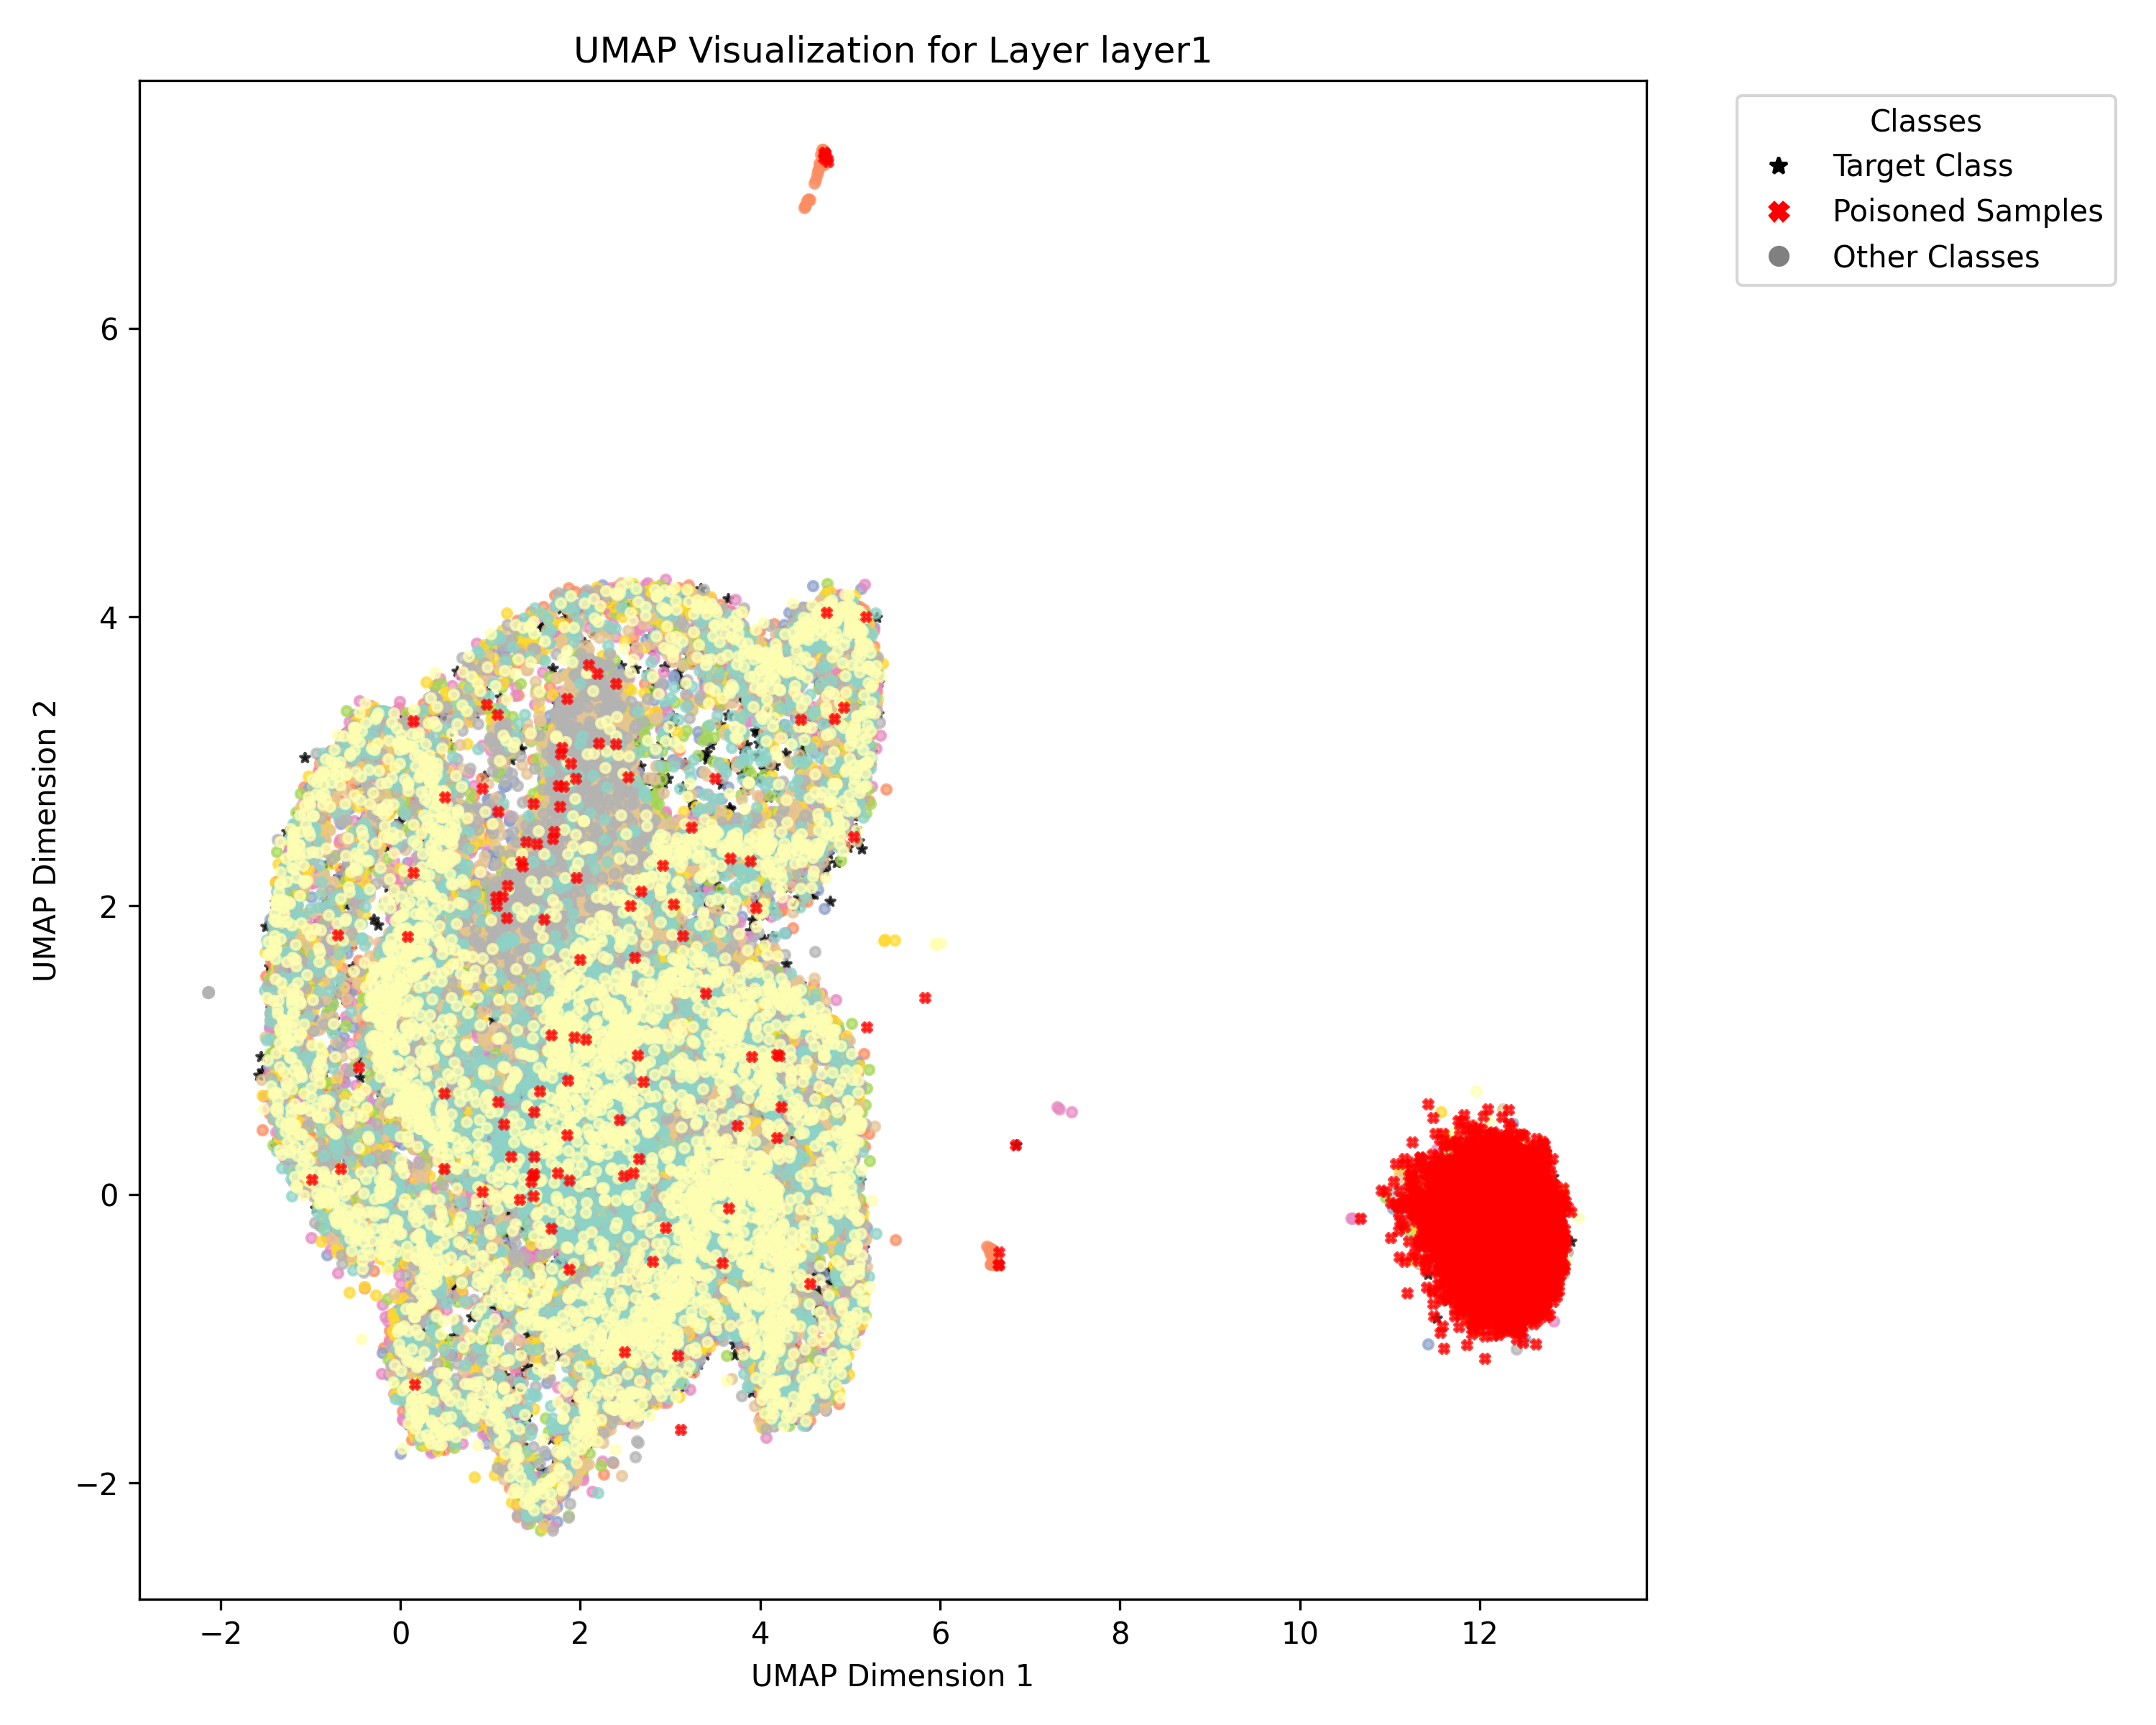 UMAP Visualization for Layer layer1
Classes
Target Class
Poisoned Samples
Other Classes
6
4
2
0
−2
UMAP Dimension 2
−2 0 2 4 6 8 10 12
UMAP Dimension 1